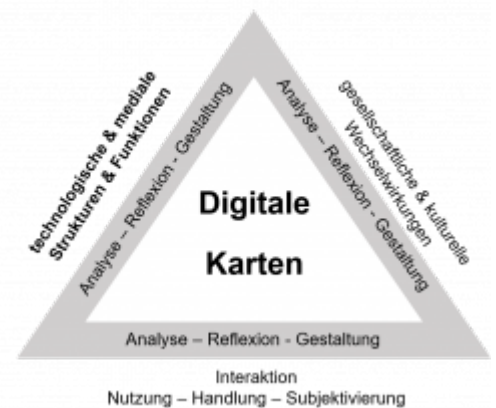 technologische & mediale
Strukturen & Funktionen
Analyse – Reflexion - Gestaltung
gesellschaftliche & kulturelle
Wechselwirkungen
Analyse – Reflexion - Gestaltung
Digitale
Karten
Analyse – Reflexion - Gestaltung
Interaktion
Nutzung – Handlung – Subjektivierung